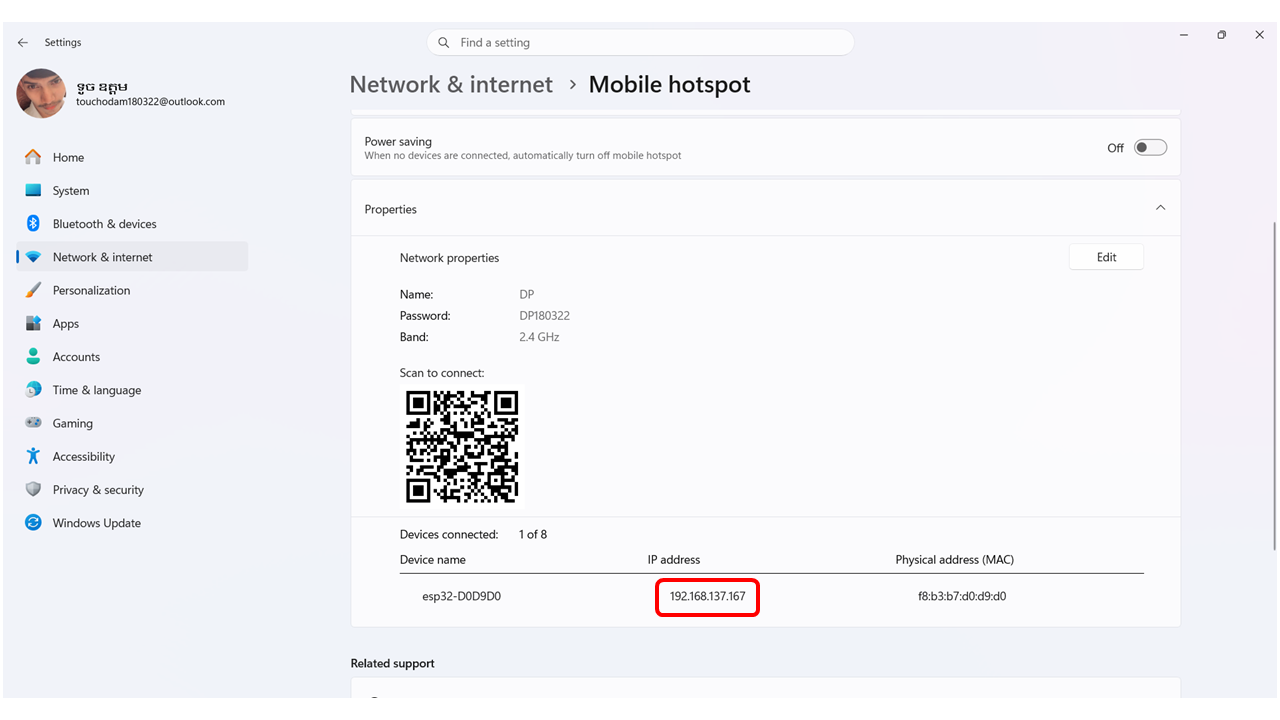 Settings
Find a setting
ទូច ឧត្តម
touchodam180322@outlook.com
Network & internet › Mobile hotspot
Home
System
Bluetooth & devices
Network & internet
Personalization
Apps
Accounts
Time & language
Gaming
Accessibility
Privacy & security
Windows Update
Power saving
When no devices are connected, automatically turn off mobile hotspot
Off
Properties
Network properties
Edit
Name: DP
Password: DP180322
Band: 2.4 GHz
Scan to connect:
Devices connected: 1 of 8
Device name IP address Physical address (MAC)
esp32-D0D9D0 192.168.137.167 f8:b3:b7:d0:d9:d0
Related support